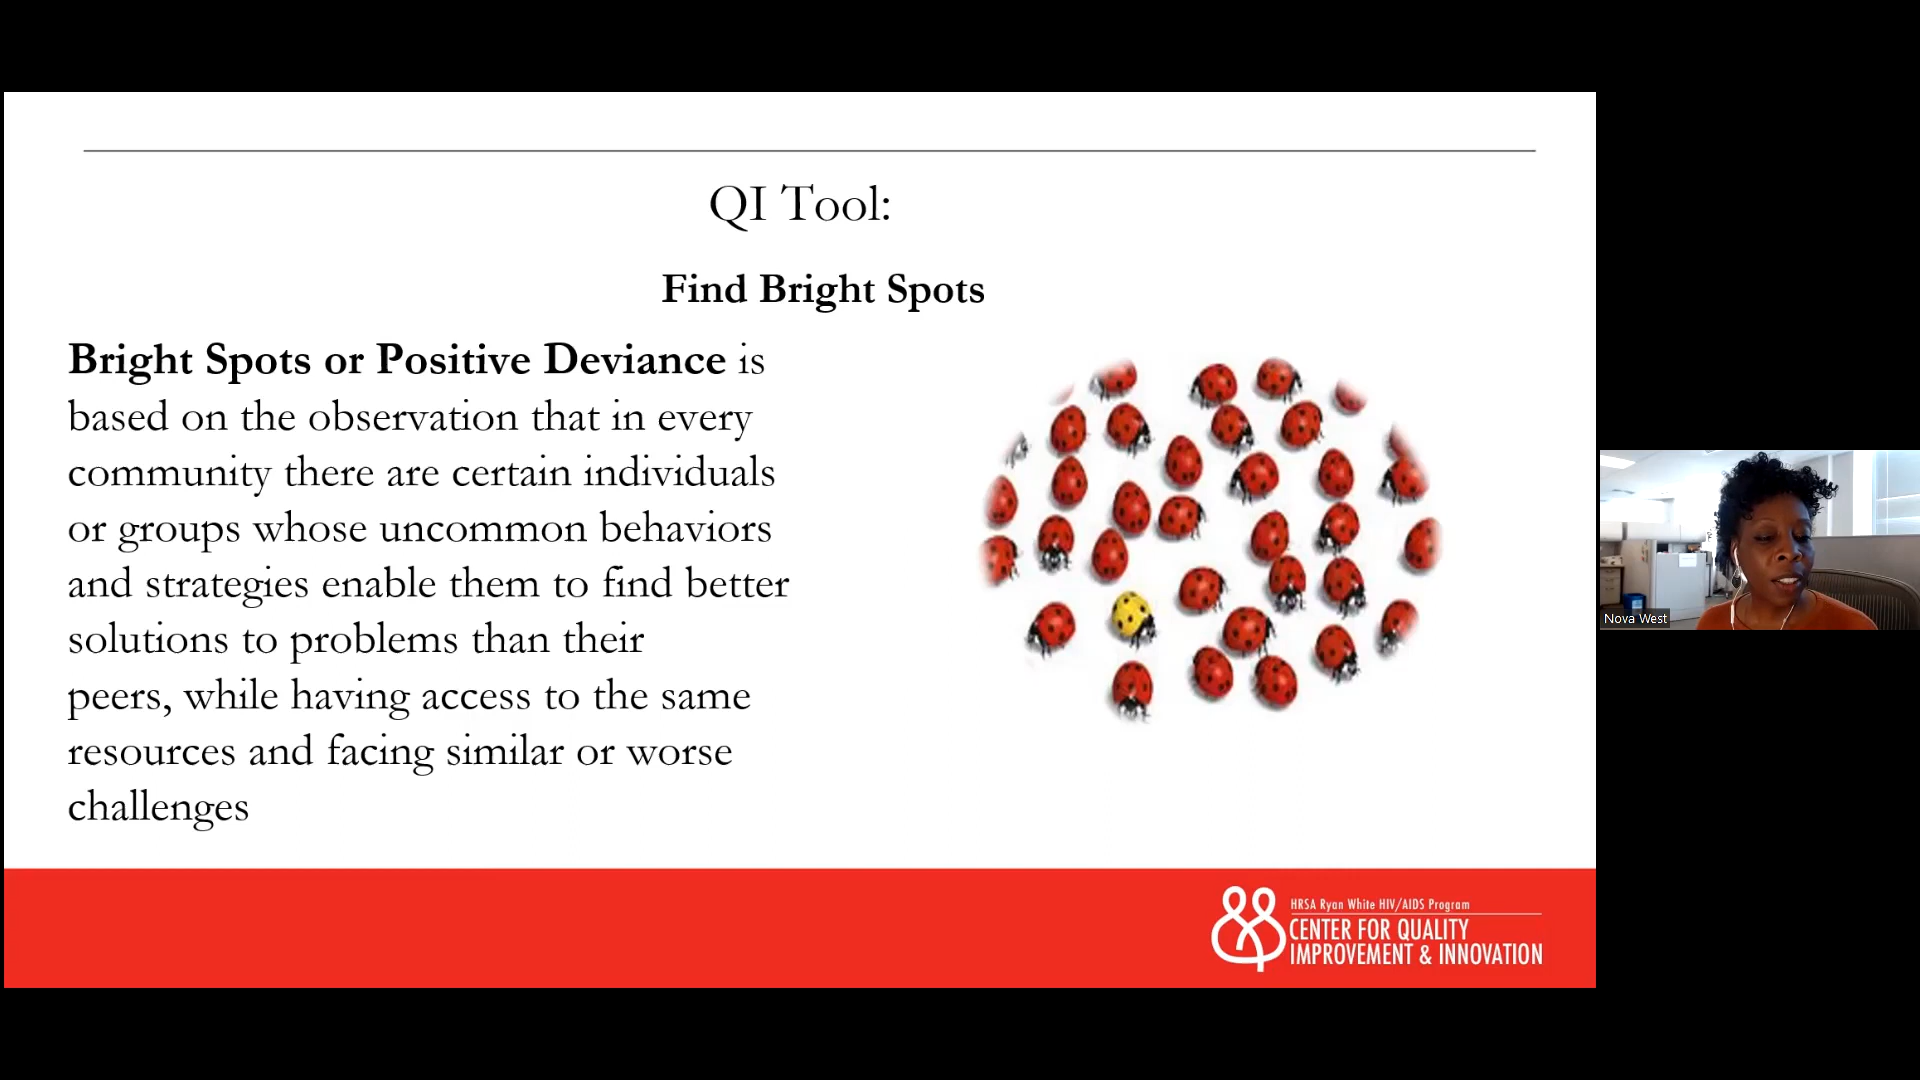 QI Tool:
Find Bright Spots
Bright Spots or Positive Deviance is
based on the observation that in every
community there are certain individuals
or groups whose uncommon behaviors
and strategies enable them to find better
solutions to problems than their
peers, while having access to the same
resources and facing similar or worse
challenges
HRSA Ryan White HIV/AIDS Program
CENTER FOR QUALITY
IMPROVEMENT & INNOVATION
Nova West